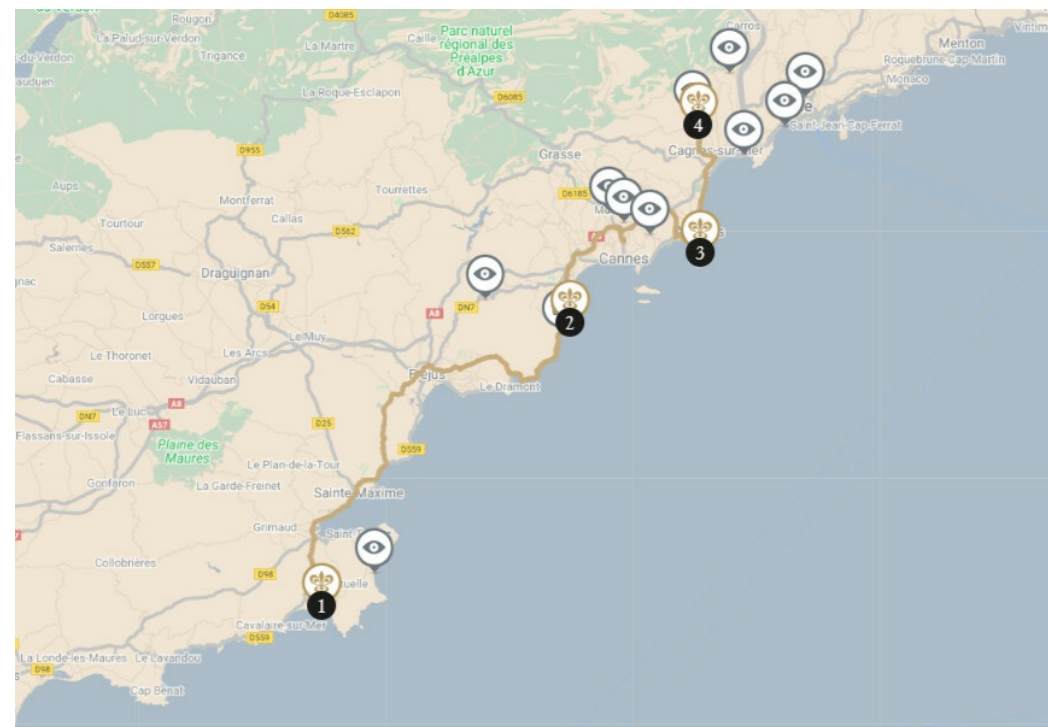 Rougon
D4085
La Palud-sur-Verdon
Trigance
La Martre
Caille
Parc naturel
régional des
Préalpes
d'Azur
Carros
Menton
Roquebrune-Cap-Martin
Monaco
La Roque-Esclapon
D6085
Saint-Jean-Cap-Ferrat
4
D955
Grasse
Cagnes-sur-Mer
Aups
Montferrat
Tourrettes
D6185
Tourtour
Callas
D562
Salernes
D557
Draguignan
Cannes
3
D54
DN7
A8
2
Lorgues
Le Muy
Le Thoronet
Les Arcs
Cabasse
Vidauban
Fréjus
Le Dramont
A8
DN7
Le Luc
A57
D25
Flassans-sur-Issole
Plaine des
Maures
D559
Le Plan-de-la-Tour
Gonfaron
La Garde-Freinet
Sainte-Maxime
Grimaud
Collobrières
D98
1
Cavalaire-sur-Mer
D559
La Londe-les-Maures
Le Lavandou
D98
Cap Bénat